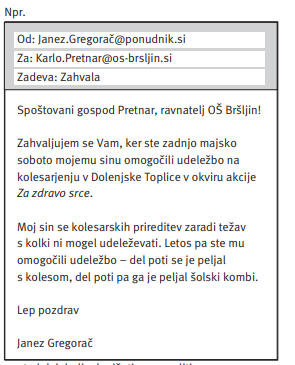 Npr.
Od: Janez.Gregorač@ponudnik.si
Za: Karlo.Pretnar@os-brsljin.si
Zadeva: Zahvala
Spoštovani gospod Pretnar, ravnatelj OŠ Bršljin!
Zahvaljujem se Vam, ker ste zadnjo majsko
soboto mojemu sinu omogočili udeležbo na
kolesarjenju v Dolenjske Toplice v okviru akcije
Za zdravo srce.
Moj sin se kolesarskih prireditev zaradi težav
s kolki ni mogel udeleževati. Letos pa ste mu
omogočili udeležbo – del poti se je peljal
s kolesom, del poti pa ga je peljal šolski kombi.
Lep pozdrav
Janez Gregorač